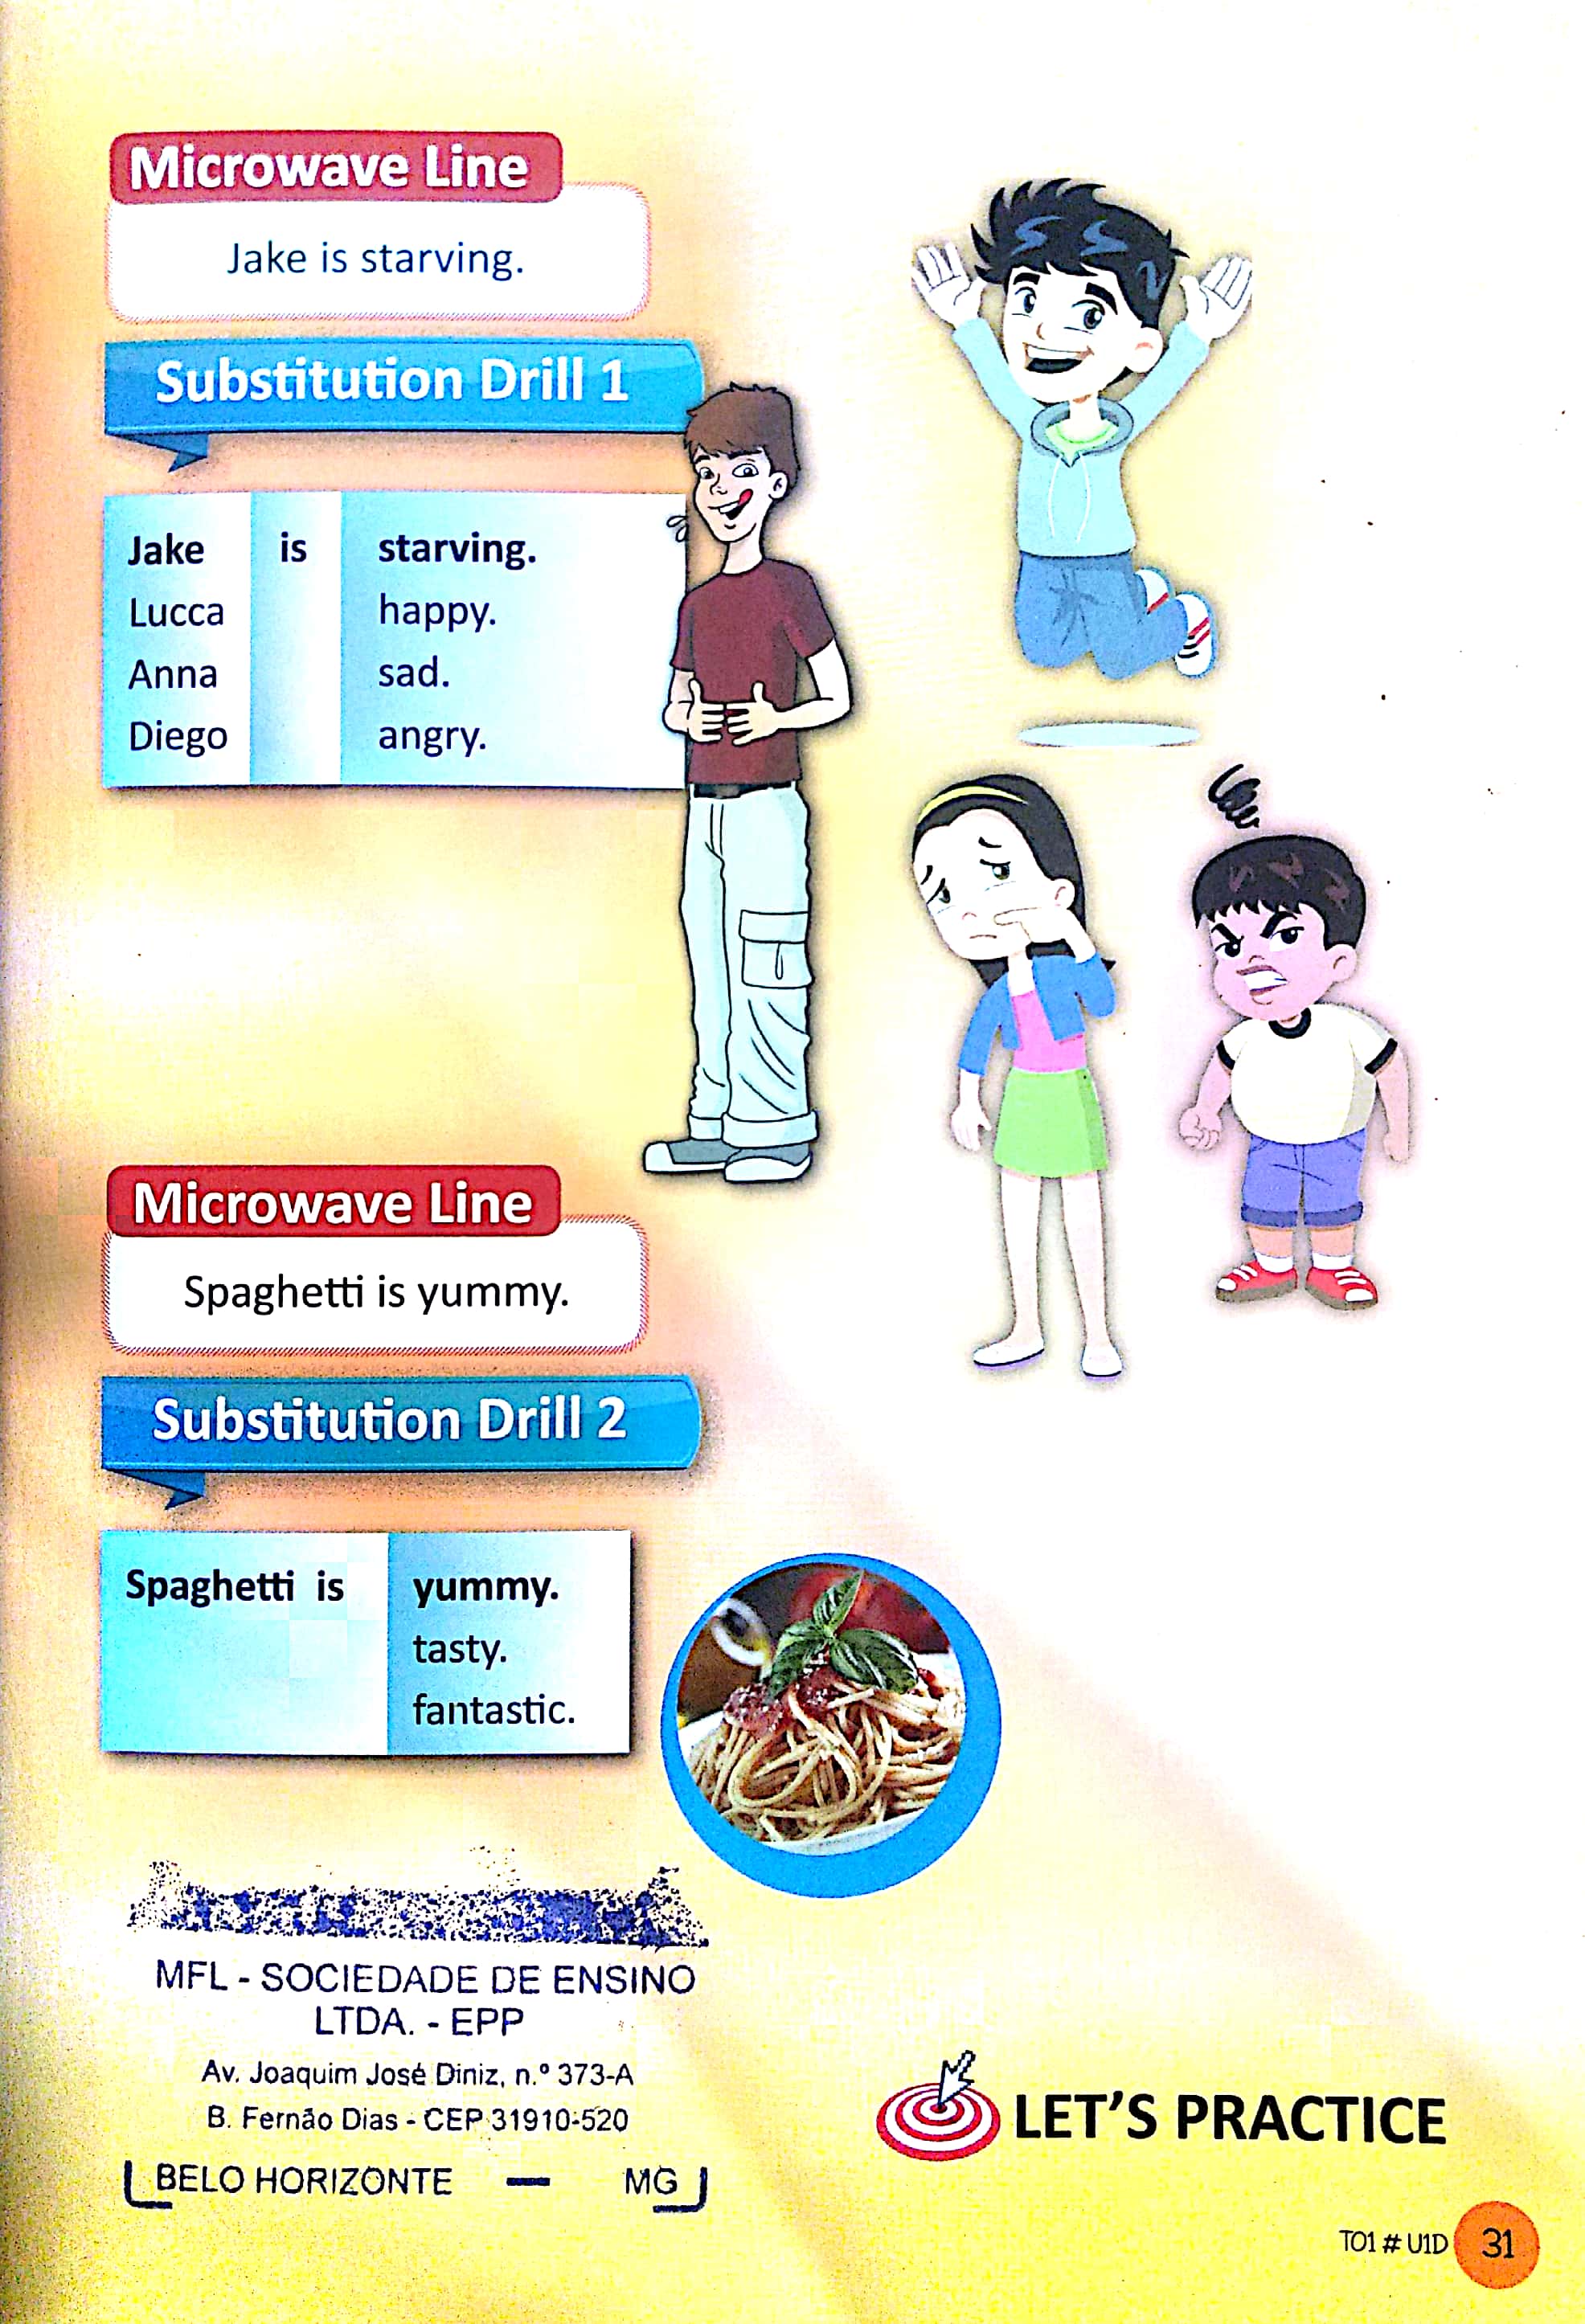 Microwave Line
Jake is starving.
Substitution Drill 1
Jake is starving.
Lucca happy.
Anna sad.
Diego angry.
Microwave Line
Spaghetti is yummy.
Substitution Drill 2
Spaghetti is yummy.
tasty.
fantastic.
MFL - SOCIEDADE DE ENSINO
LTDA. - EPP
Av. Joaquim José Diniz, n.º 373-A
B. Fernão Dias - CEP 31910-520
BELO HORIZONTE — MG
LET'S PRACTICE
TO1 # U1D 31